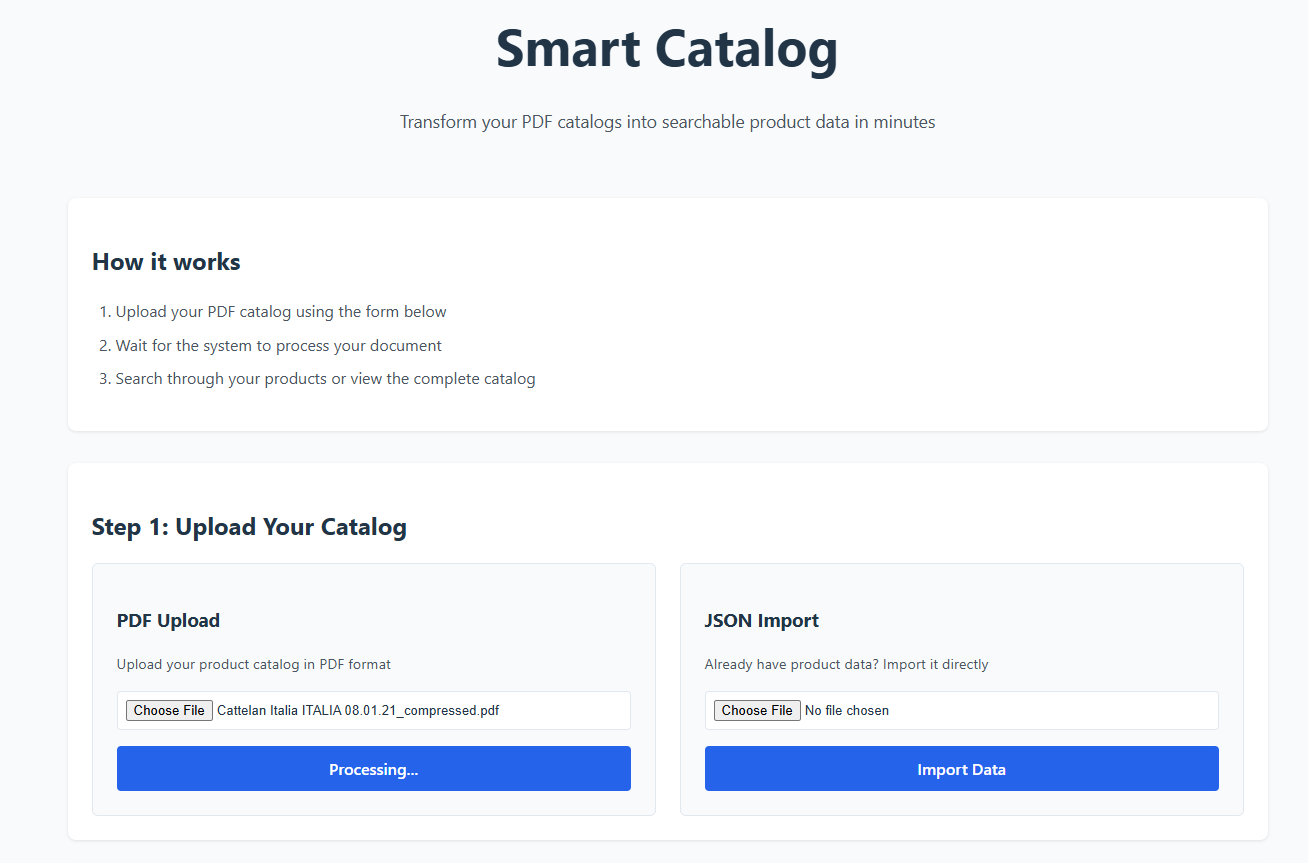 Smart Catalog
Transform your PDF catalogs into searchable product data in minutes
How it works
1. Upload your PDF catalog using the form below
2. Wait for the system to process your document
3. Search through your products or view the complete catalog
Step 1: Upload Your Catalog
PDF Upload
Upload your product catalog in PDF format
Choose File Cattelan Italia ITALIA 08.01.21_compressed.pdf
Processing...
JSON Import
Already have product data? Import it directly
Choose File No file chosen
Import Data